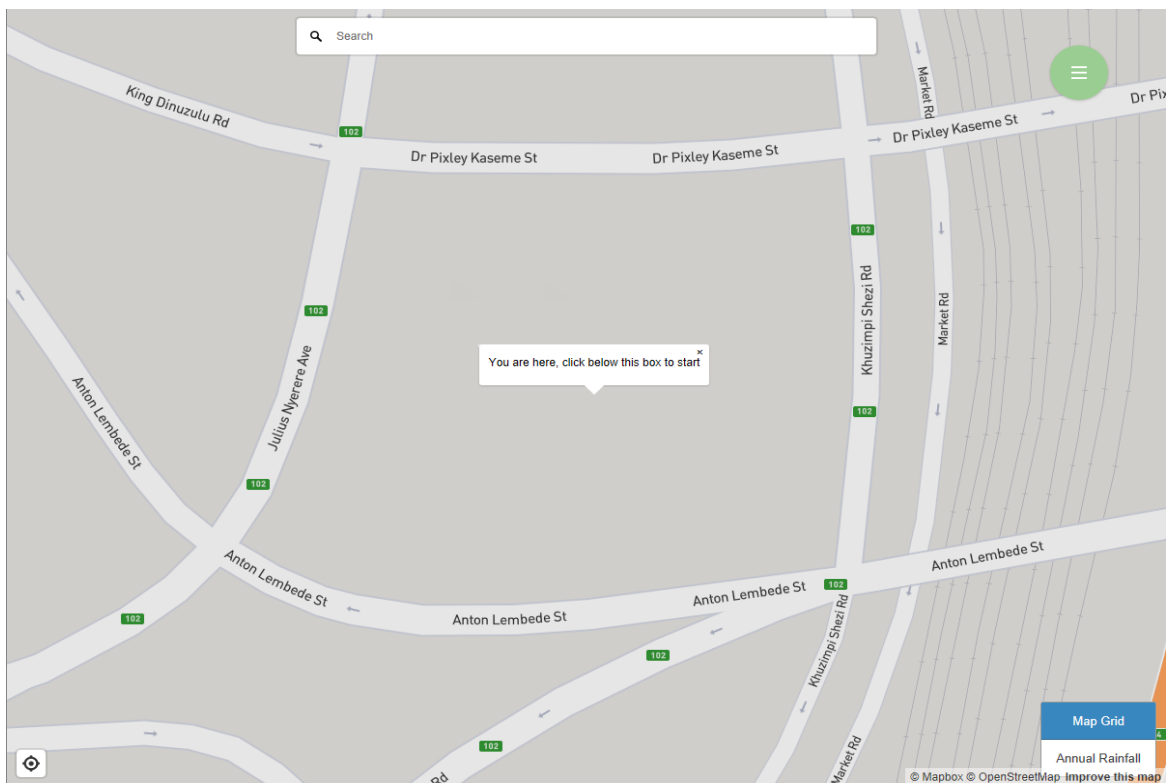 Search
King Dinuzulu Rd
102
Dr Pixley Kaseme St
Dr Pixley Kaseme St
Dr Pixley Kaseme St
Dr Pix
Market Rd
102
102
Khuzimpi Shezi Rd
Market Rd
You are here, click below this box to start
×
Julius Nyerere Ave
Anton Lembede St
102
102
Anton Lembede St
Anton Lembede St
Anton Lembede St
102
Anton Lembede St
102
102
Khuzimpi Shezi Rd
102
Rd
Market Rd
Map Grid
4
Annual Rainfall
© Mapbox © OpenStreetMap Improve this map